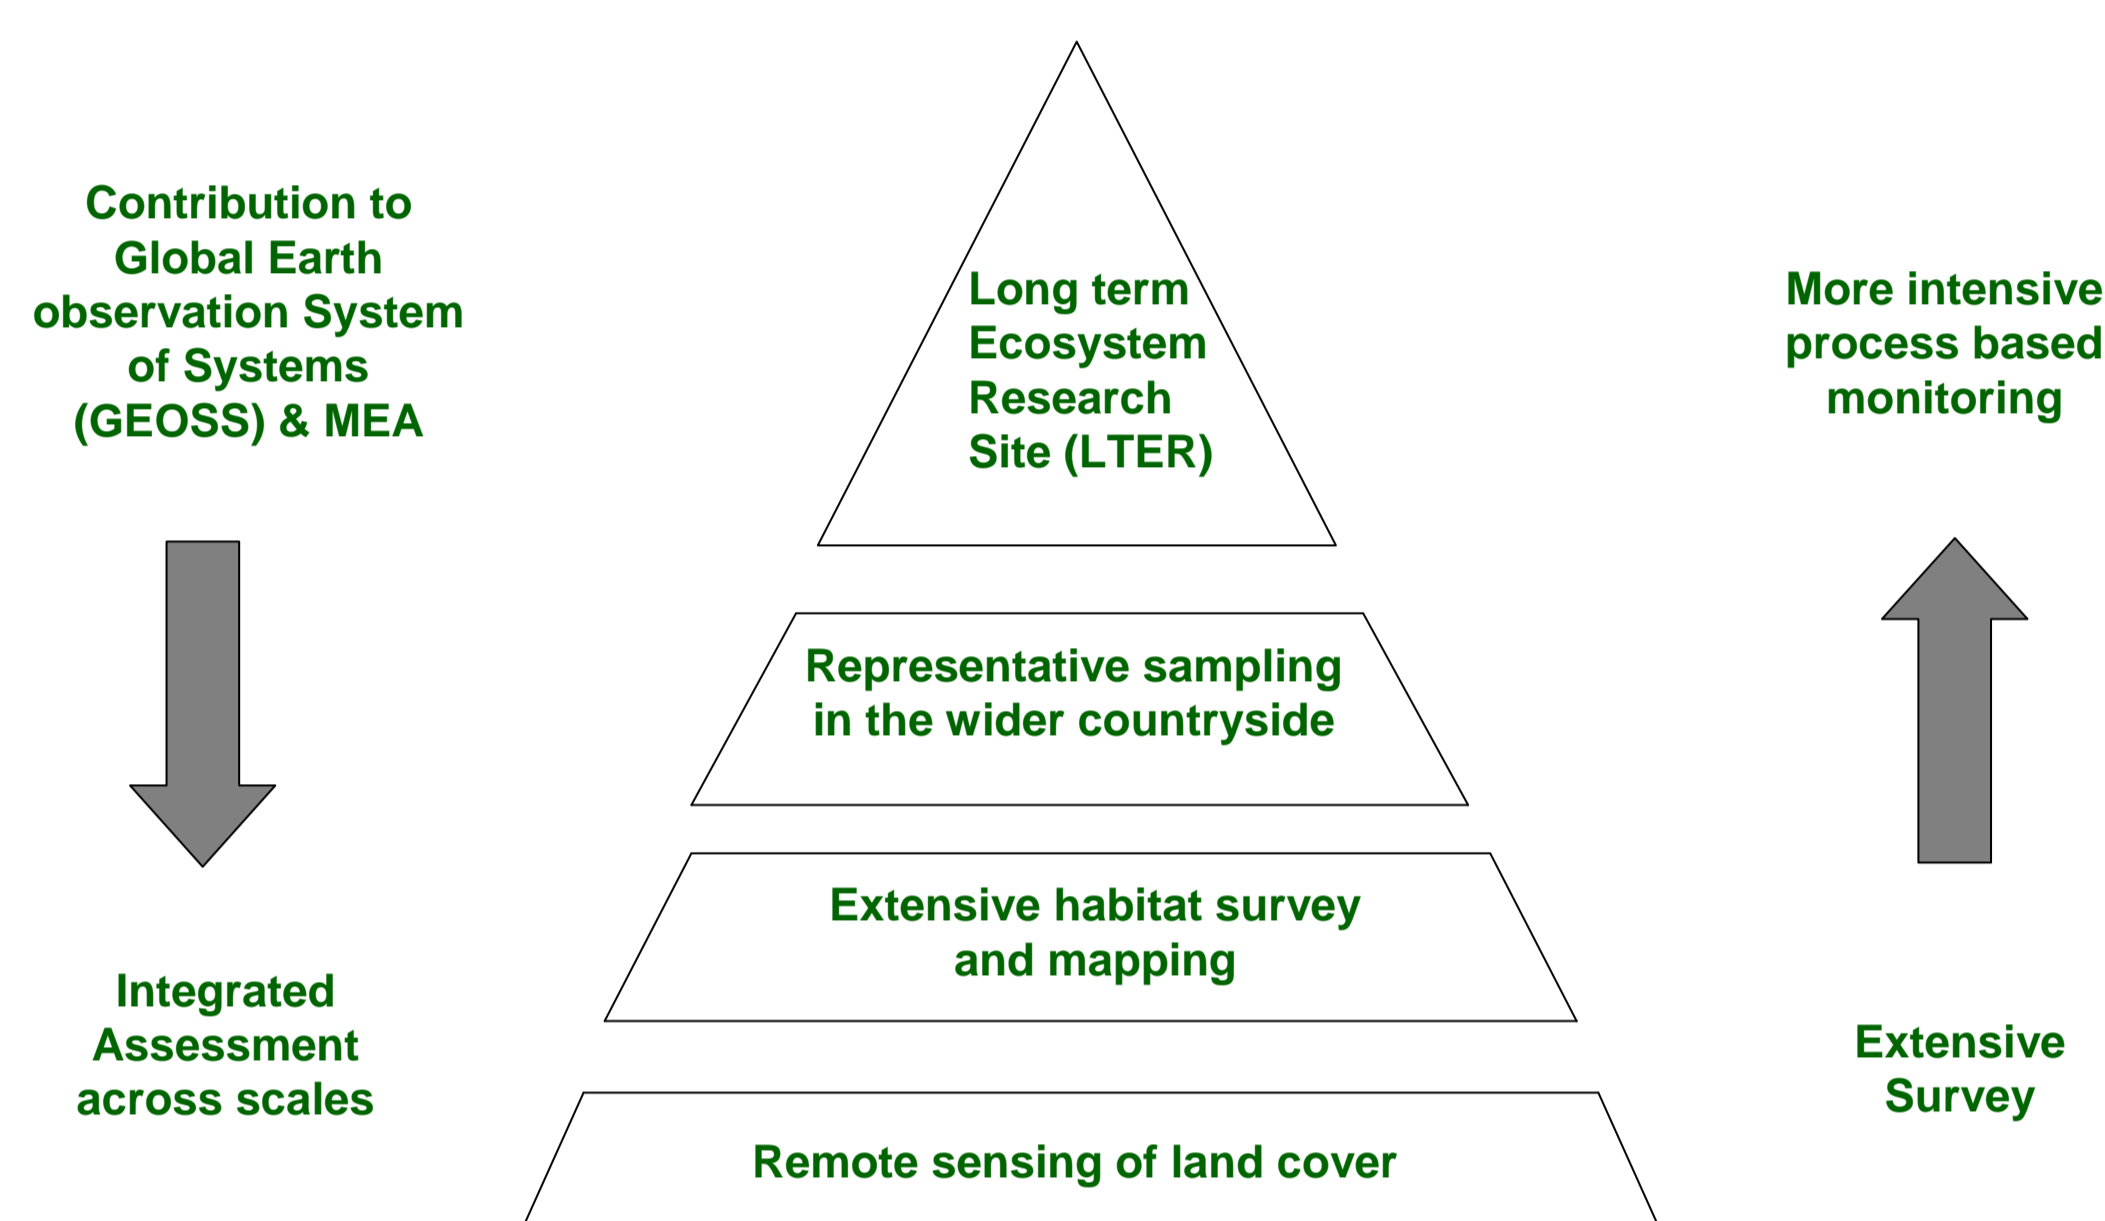 Contribution to
Global Earth
observation System
of Systems
(GEOSS) & MEA
Integrated
Assessment
across scales
Long term
Ecosystem
Research
Site (LTER)
Representative sampling
in the wider countryside
Extensive habitat survey
and mapping
Remote sensing of land cover
More intensive
process based
monitoring
Extensive
Survey